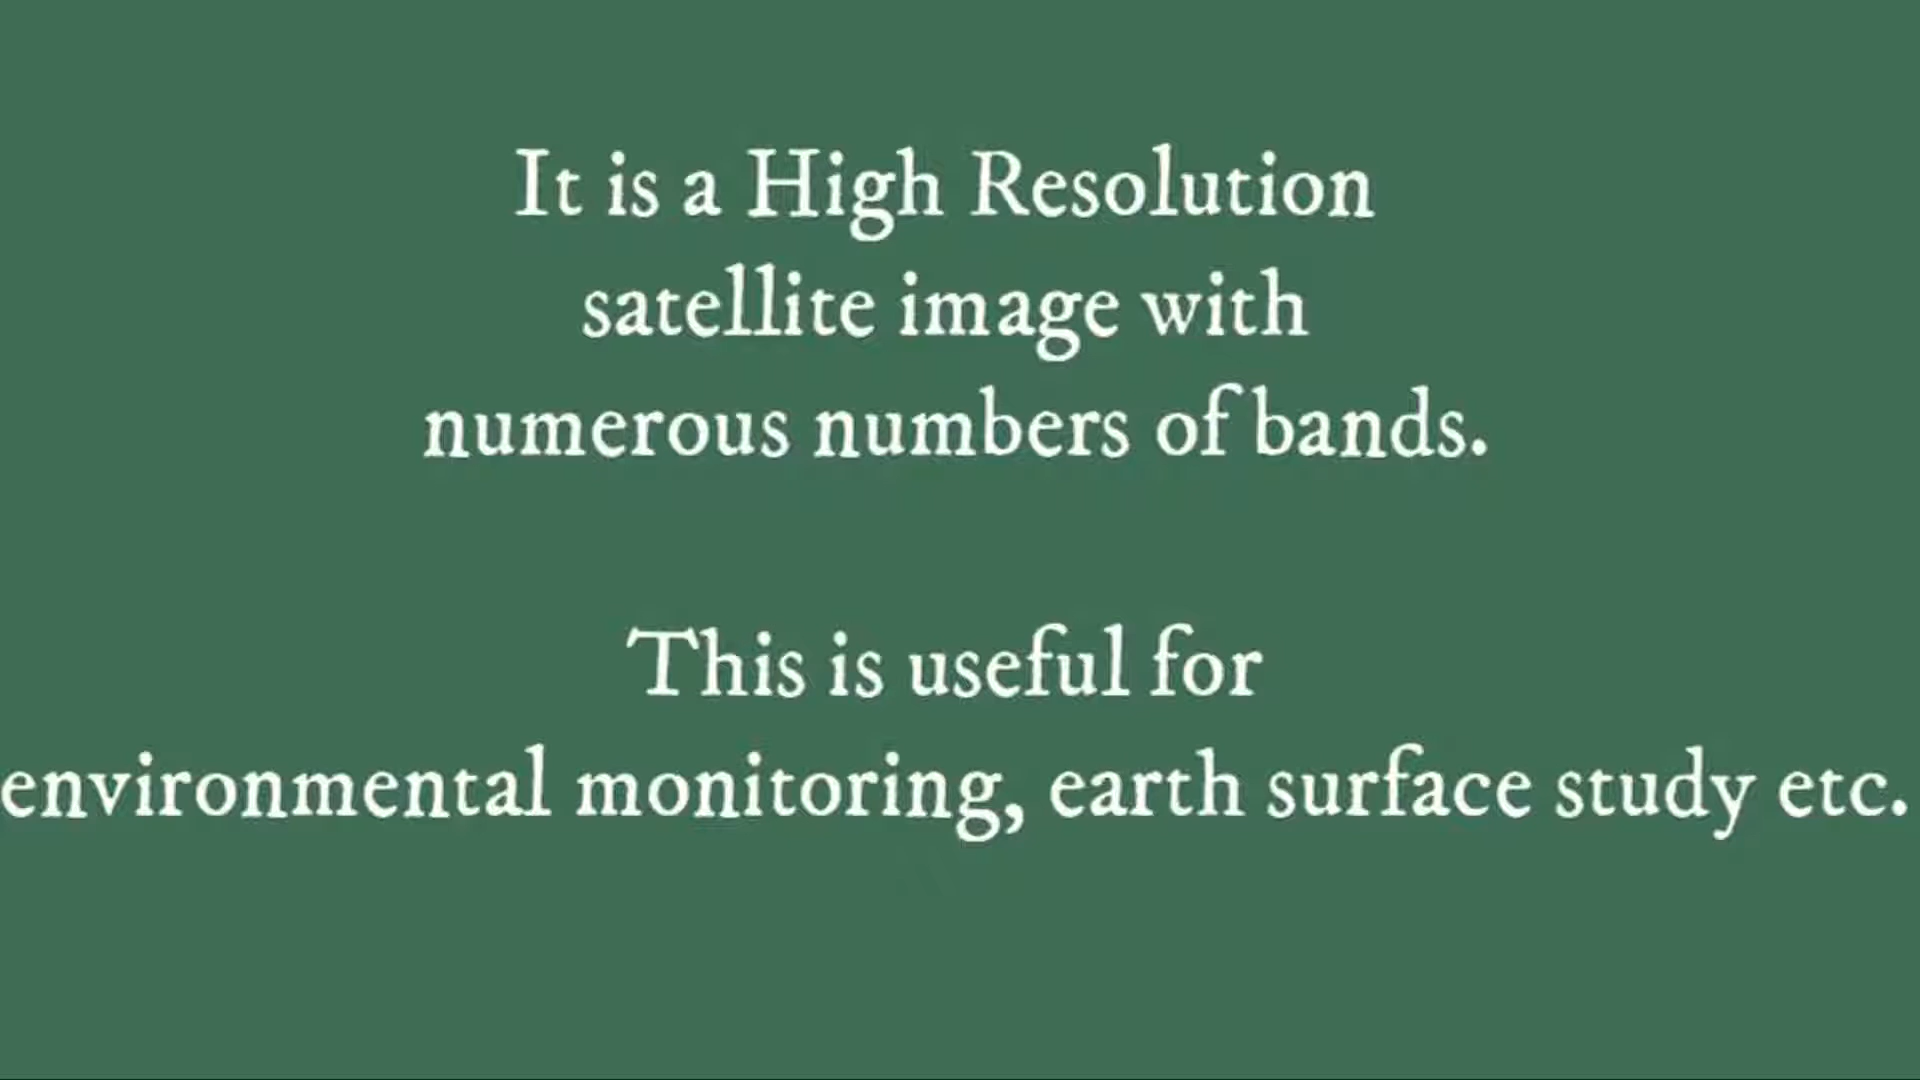 It is a High Resolution
satellite image with
numerous numbers of bands.
This is useful for
environmental monitoring, earth surface study etc.